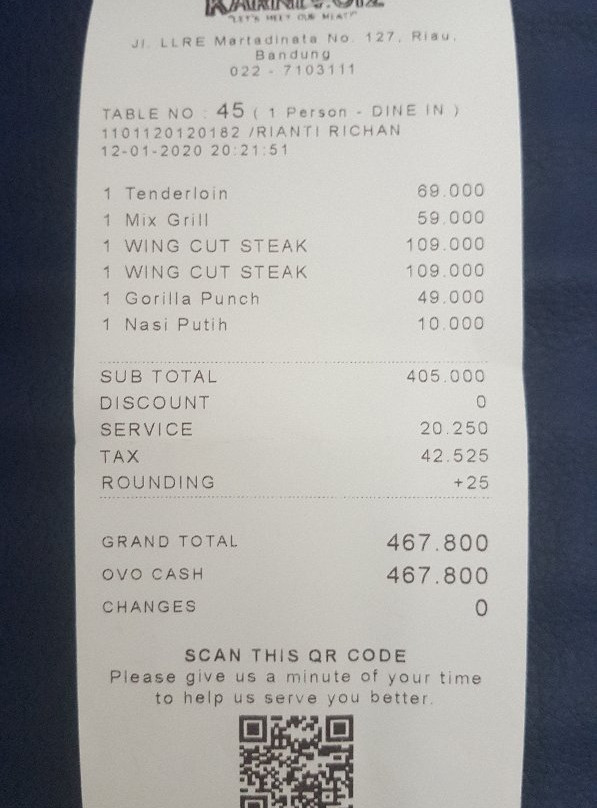 "LET'S MEET OUR MEAT!"
Jl. LLRE Martadinata No. 127, Riau,
Bandung
022 - 7103111
TABLE NO : 45 ( 1 Person - DINE IN )
1101120120182 /RIANTI RICHAN
12-01-2020 20:21:51
1 Tenderloin 69.000
1 Mix Grill 59.000
1 WING CUT STEAK 109.000
1 WING CUT STEAK 109.000
1 Gorilla Punch 49.000
1 Nasi Putih 10.000
SUB TOTAL 405.000
DISCOUNT 0
SERVICE 20.250
TAX 42.525
ROUNDING +25
GRAND TOTAL 467.800
OVO CASH 467.800
CHANGES 0
SCAN THIS QR CODE
Please give us a minute of your time
to help us serve you better.